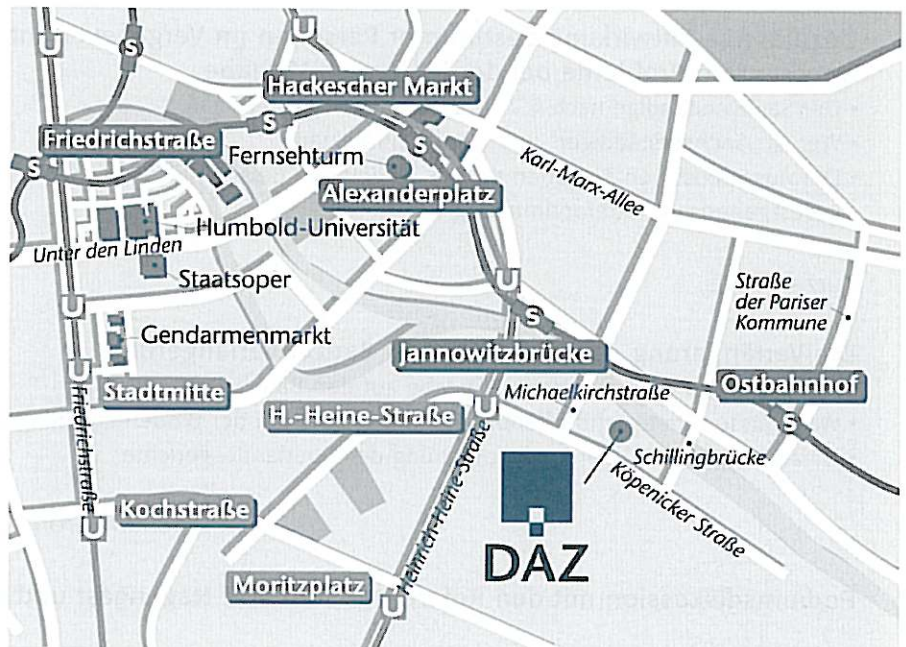 U
U
S
Hackescher Markt
S
Friedrichstraße
S
S
Fernsehturm
Karl-Marx-Allee
Alexanderplatz
Humbold-Universität
Unter den Linden
Staatsoper
U
Straße
der Pariser
Kommune
U
S
Gendarmenmarkt
Jannowitzbrücke
U
Stadtmitte
Michaelkirchstraße
Ostbahnhof
H.-Heine-Straße
U
S
Friedrichstraße
Schillingbrücke
Heinrich-Heine-Straße
Köpenicker Straße
Kochstraße
U
DAZ
Moritzplatz
U